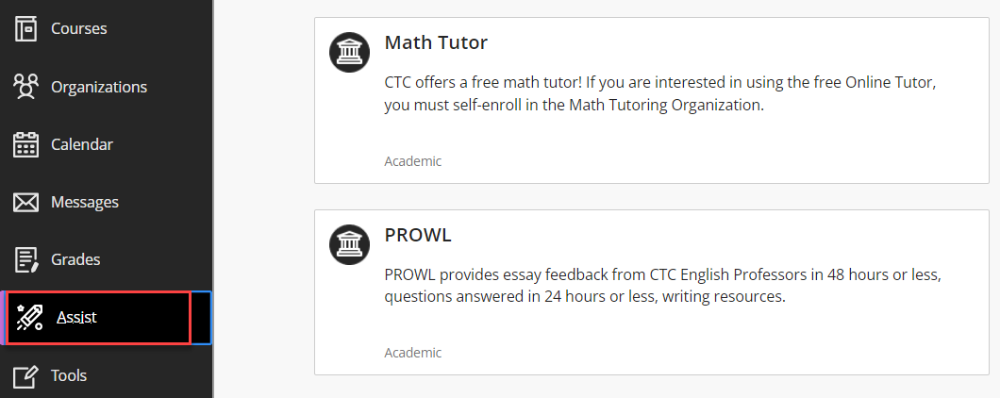 Courses
Organizations
Calendar
Messages
Grades
Assist
Tools
Math Tutor
CTC offers a free math tutor! If you are interested in using the free Online Tutor,
you must self-enroll in the Math Tutoring Organization.
Academic
PROWL
PROWL provides essay feedback from CTC English Professors in 48 hours or less,
questions answered in 24 hours or less, writing resources.
Academic